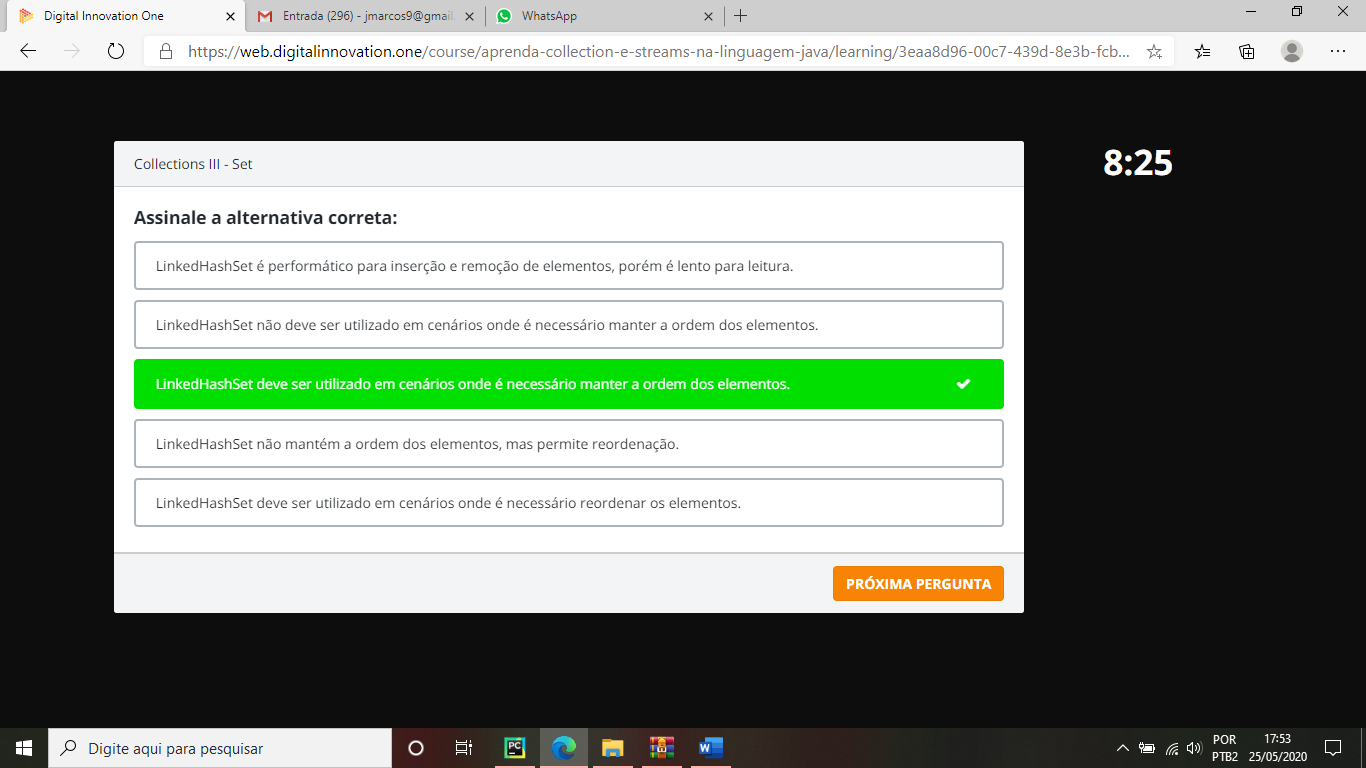 Digital Innovation One
Entrada (296) - jmarcos9@gmail.
WhatsApp
https://web.digitalinnovation.one/course/aprenda-collection-e-streams-na-linguagem-java/learning/3eaa8d96-00c7-439d-8e3b-fcb...
Collections III - Set
8:25
Assinale a alternativa correta:
LinkedHashSet é performático para inserção e remoção de elementos, porém é lento para leitura.
LinkedHashSet não deve ser utilizado em cenários onde é necessário manter a ordem dos elementos.
LinkedHashSet deve ser utilizado em cenários onde é necessário manter a ordem dos elementos.
LinkedHashSet não mantém a ordem dos elementos, mas permite reordenação.
LinkedHashSet deve ser utilizado em cenários onde é necessário reordenar os elementos.
PRÓXIMA PERGUNTA
Digite aqui para pesquisar
PC
W
POR
PTB2
17:53
25/05/2020